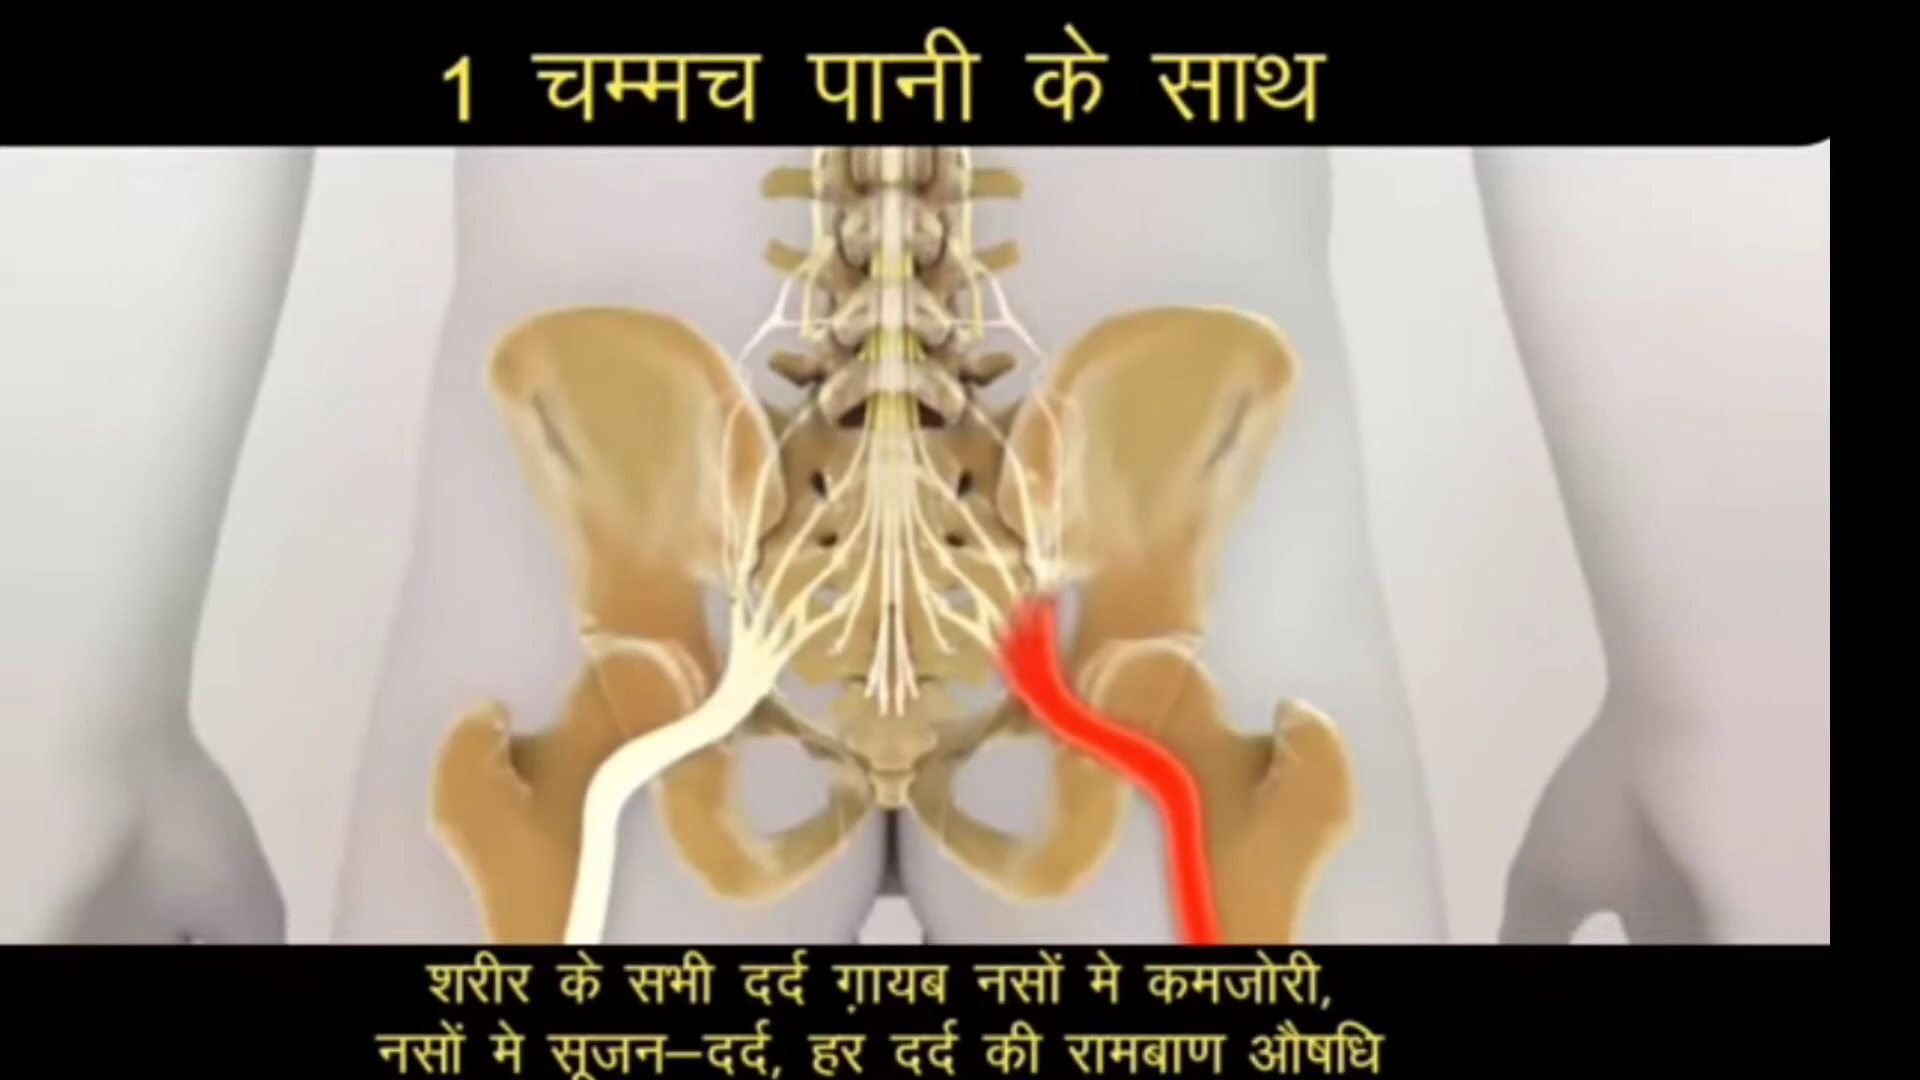 1 चम्मच पानी के साथ
शरीर के सभी दर्द ग़ायब नसों मे कमजोरी,
नसों मे सूजन–दर्द, हर दर्द की रामबाण औषधि